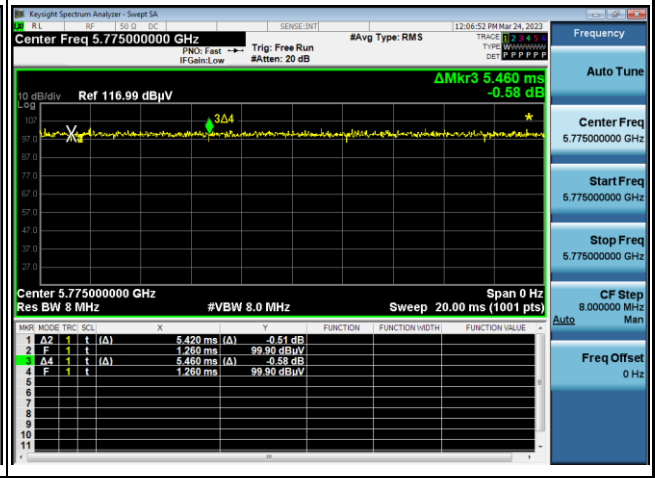 Keysight Spectrum Analyzer - Swept SA
RL RF 50 Ω DC SENSE:INT 12:06:52 PM Mar 24, 2023
Center Freq 5.775000000 GHz #Avg Type: RMS TRACE 1 2 3 4 5 6
PNO: Fast Trig: Free Run TYPE WWWWWW
IFGain:Low #Atten: 20 dB DET P P P P P P
ΔMkr3 5.460 ms
10 dB/div Ref 116.99 dBµV -0.58 dB
Log
107
97.0
87.0
77.0
67.0
57.0
47.0
37.0
27.0
3Δ4
*
Center 5.775000000 GHz Span 0 Hz
Res BW 8 MHz #VBW 8.0 MHz Sweep 20.00 ms (1001 pts)
MKR MODE TRC SCL X Y FUNCTION FUNCTION WIDTH FUNCTION VALUE
1 Δ2 1 t (Δ) 5.420 ms (Δ) -0.51 dB
2 F 1 t 1.260 ms 99.90 dBµV
3 Δ4 1 t (Δ) 5.460 ms (Δ) -0.58 dB
4 F 1 t 1.260 ms 99.90 dBµV
5
6
7
8
9
10
11
Frequency
Auto Tune
Center Freq
5.775000000 GHz
Start Freq
5.775000000 GHz
Stop Freq
5.775000000 GHz
CF Step
8.000000 MHz
Auto Man
Freq Offset
0 Hz